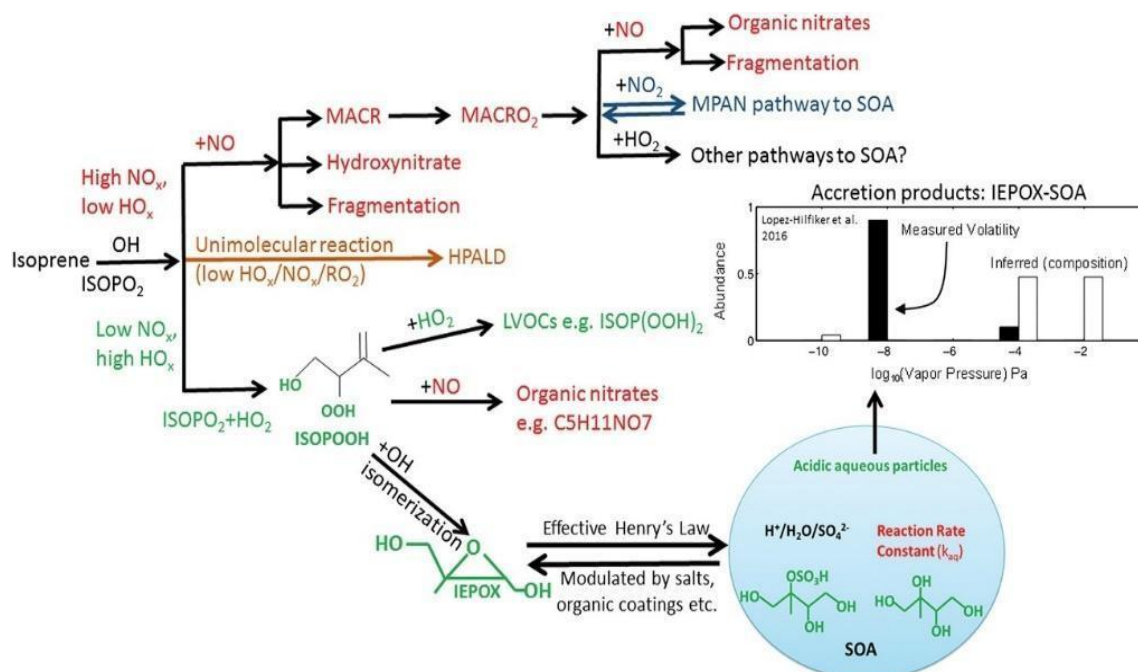 +NO
Organic nitrates
Fragmentation
+NO₂
MPAN pathway to SOA
+HO₂
Other pathways to SOA?
MACR
MACRO₂
+NO
Hydroxynitrate
Fragmentation
High NOₓ,
low HOₓ
Isoprene
OH
ISOPO₂
Unimolecular reaction
(low HOₓ/NOₓ/RO₂)
HPALD
Low NOₓ,
high HOₓ
ISOPO₂+HO₂
HO
OOH
ISOPOOH
+HO₂
LVOCs e.g. ISOP(OOH)₂
+NO
Organic nitrates
e.g. C5H11NO7
+OH
isomerization
HO
O
OH
IEPOX
Effective Henry's Law
Modulated by salts,
organic coatings etc.
Accretion products: IEPOX-SOA
Lopez-Hilfiker et al.
2016
Measured Volatility
Inferred (composition)
Abundance
1
0.5
0
−10
−8
−6
−4
−2
log₁₀(Vapor Pressure) Pa
Acidic aqueous particles
H⁺/H₂O/SO₄²⁻
Reaction Rate
Constant (kₐq)
OSO₃H
HO
OH
OH
OH
HO
OH
OH
SOA